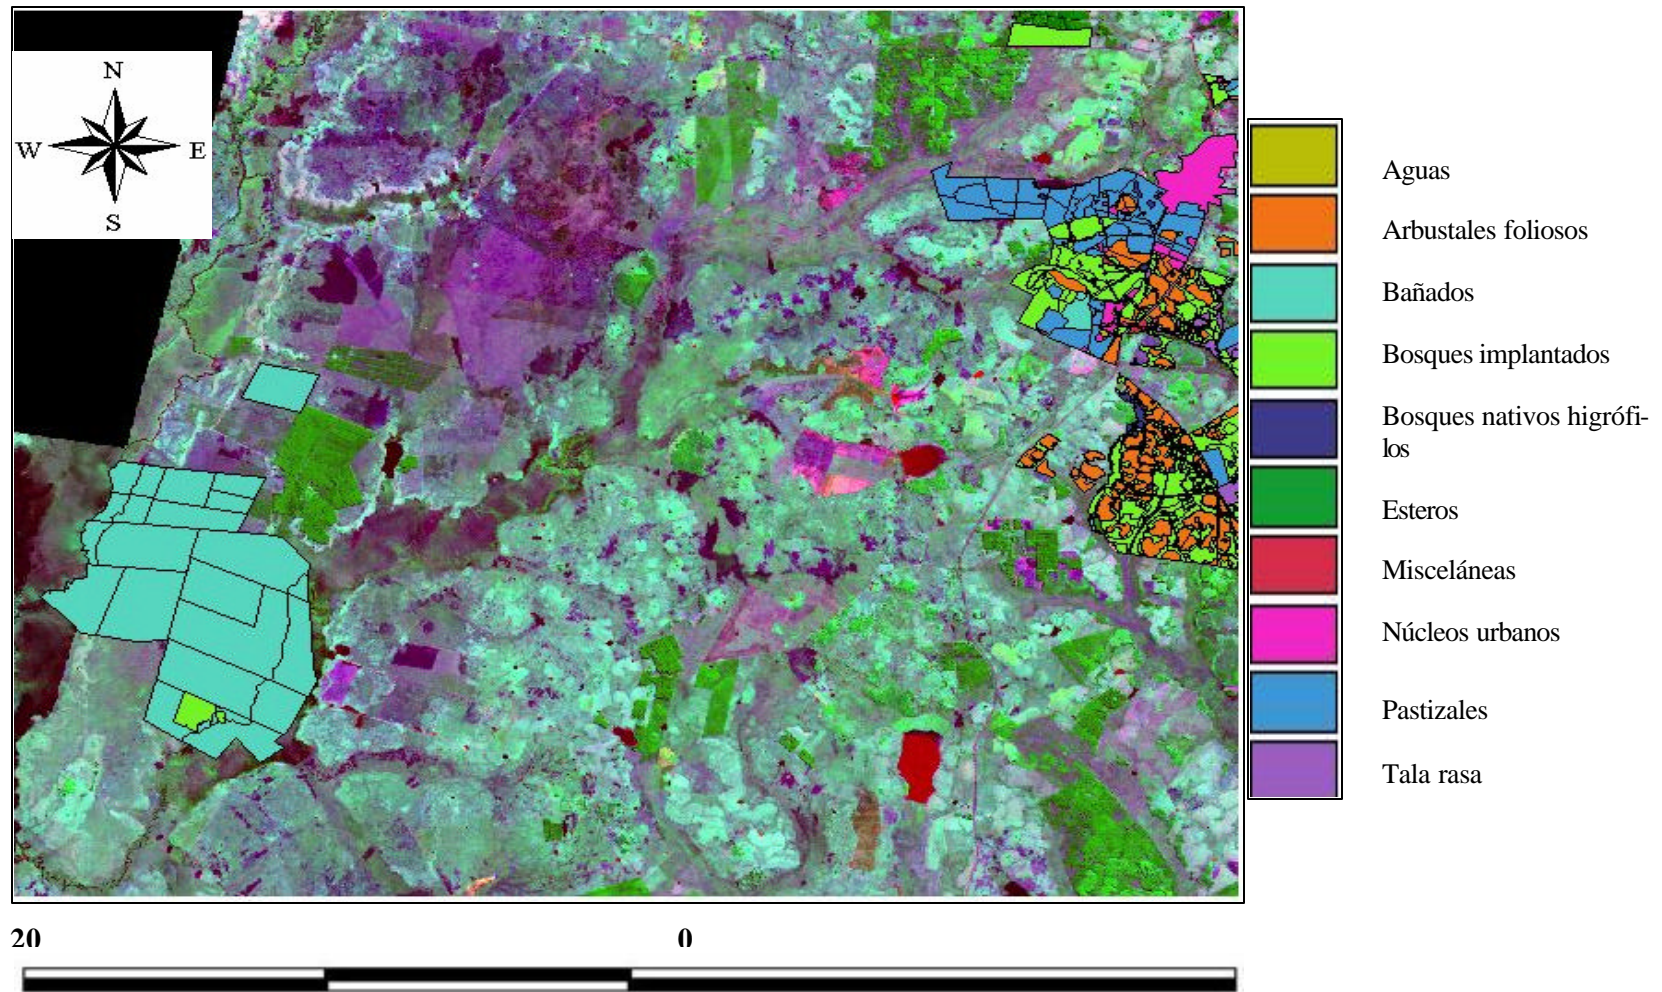 N
W E
S
Aguas
Arbustales foliosos
Bañados
Bosques implantados
Bosques nativos higrófi-
los
Esteros
Misceláneas
Núcleos urbanos
Pastizales
Tala rasa
20 0